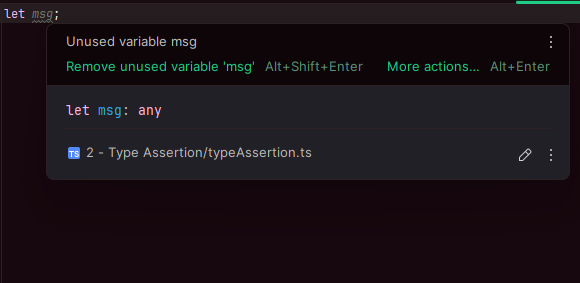 let msg;
Unused variable msg
Remove unused variable 'msg' Alt+Shift+Enter More actions... Alt+Enter
let msg: any
TS 2 - Type Assertion/typeAssertion.ts